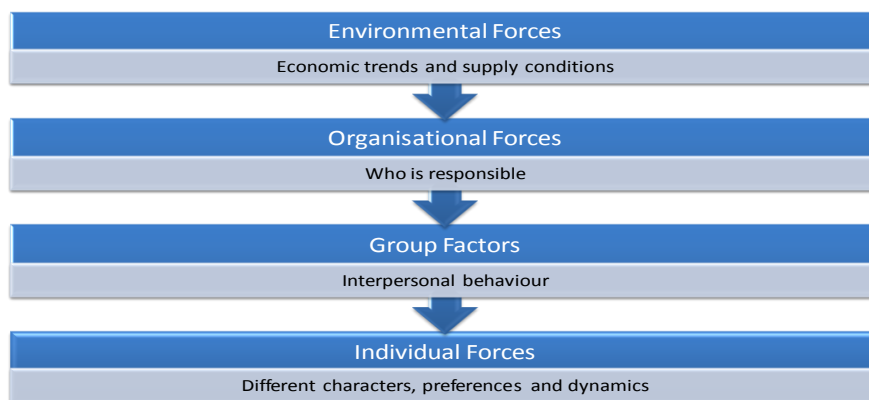 Environmental Forces
Economic trends and supply conditions
Organisational Forces
Who is responsible
Group Factors
Interpersonal behaviour
Individual Forces
Different characters, preferences and dynamics